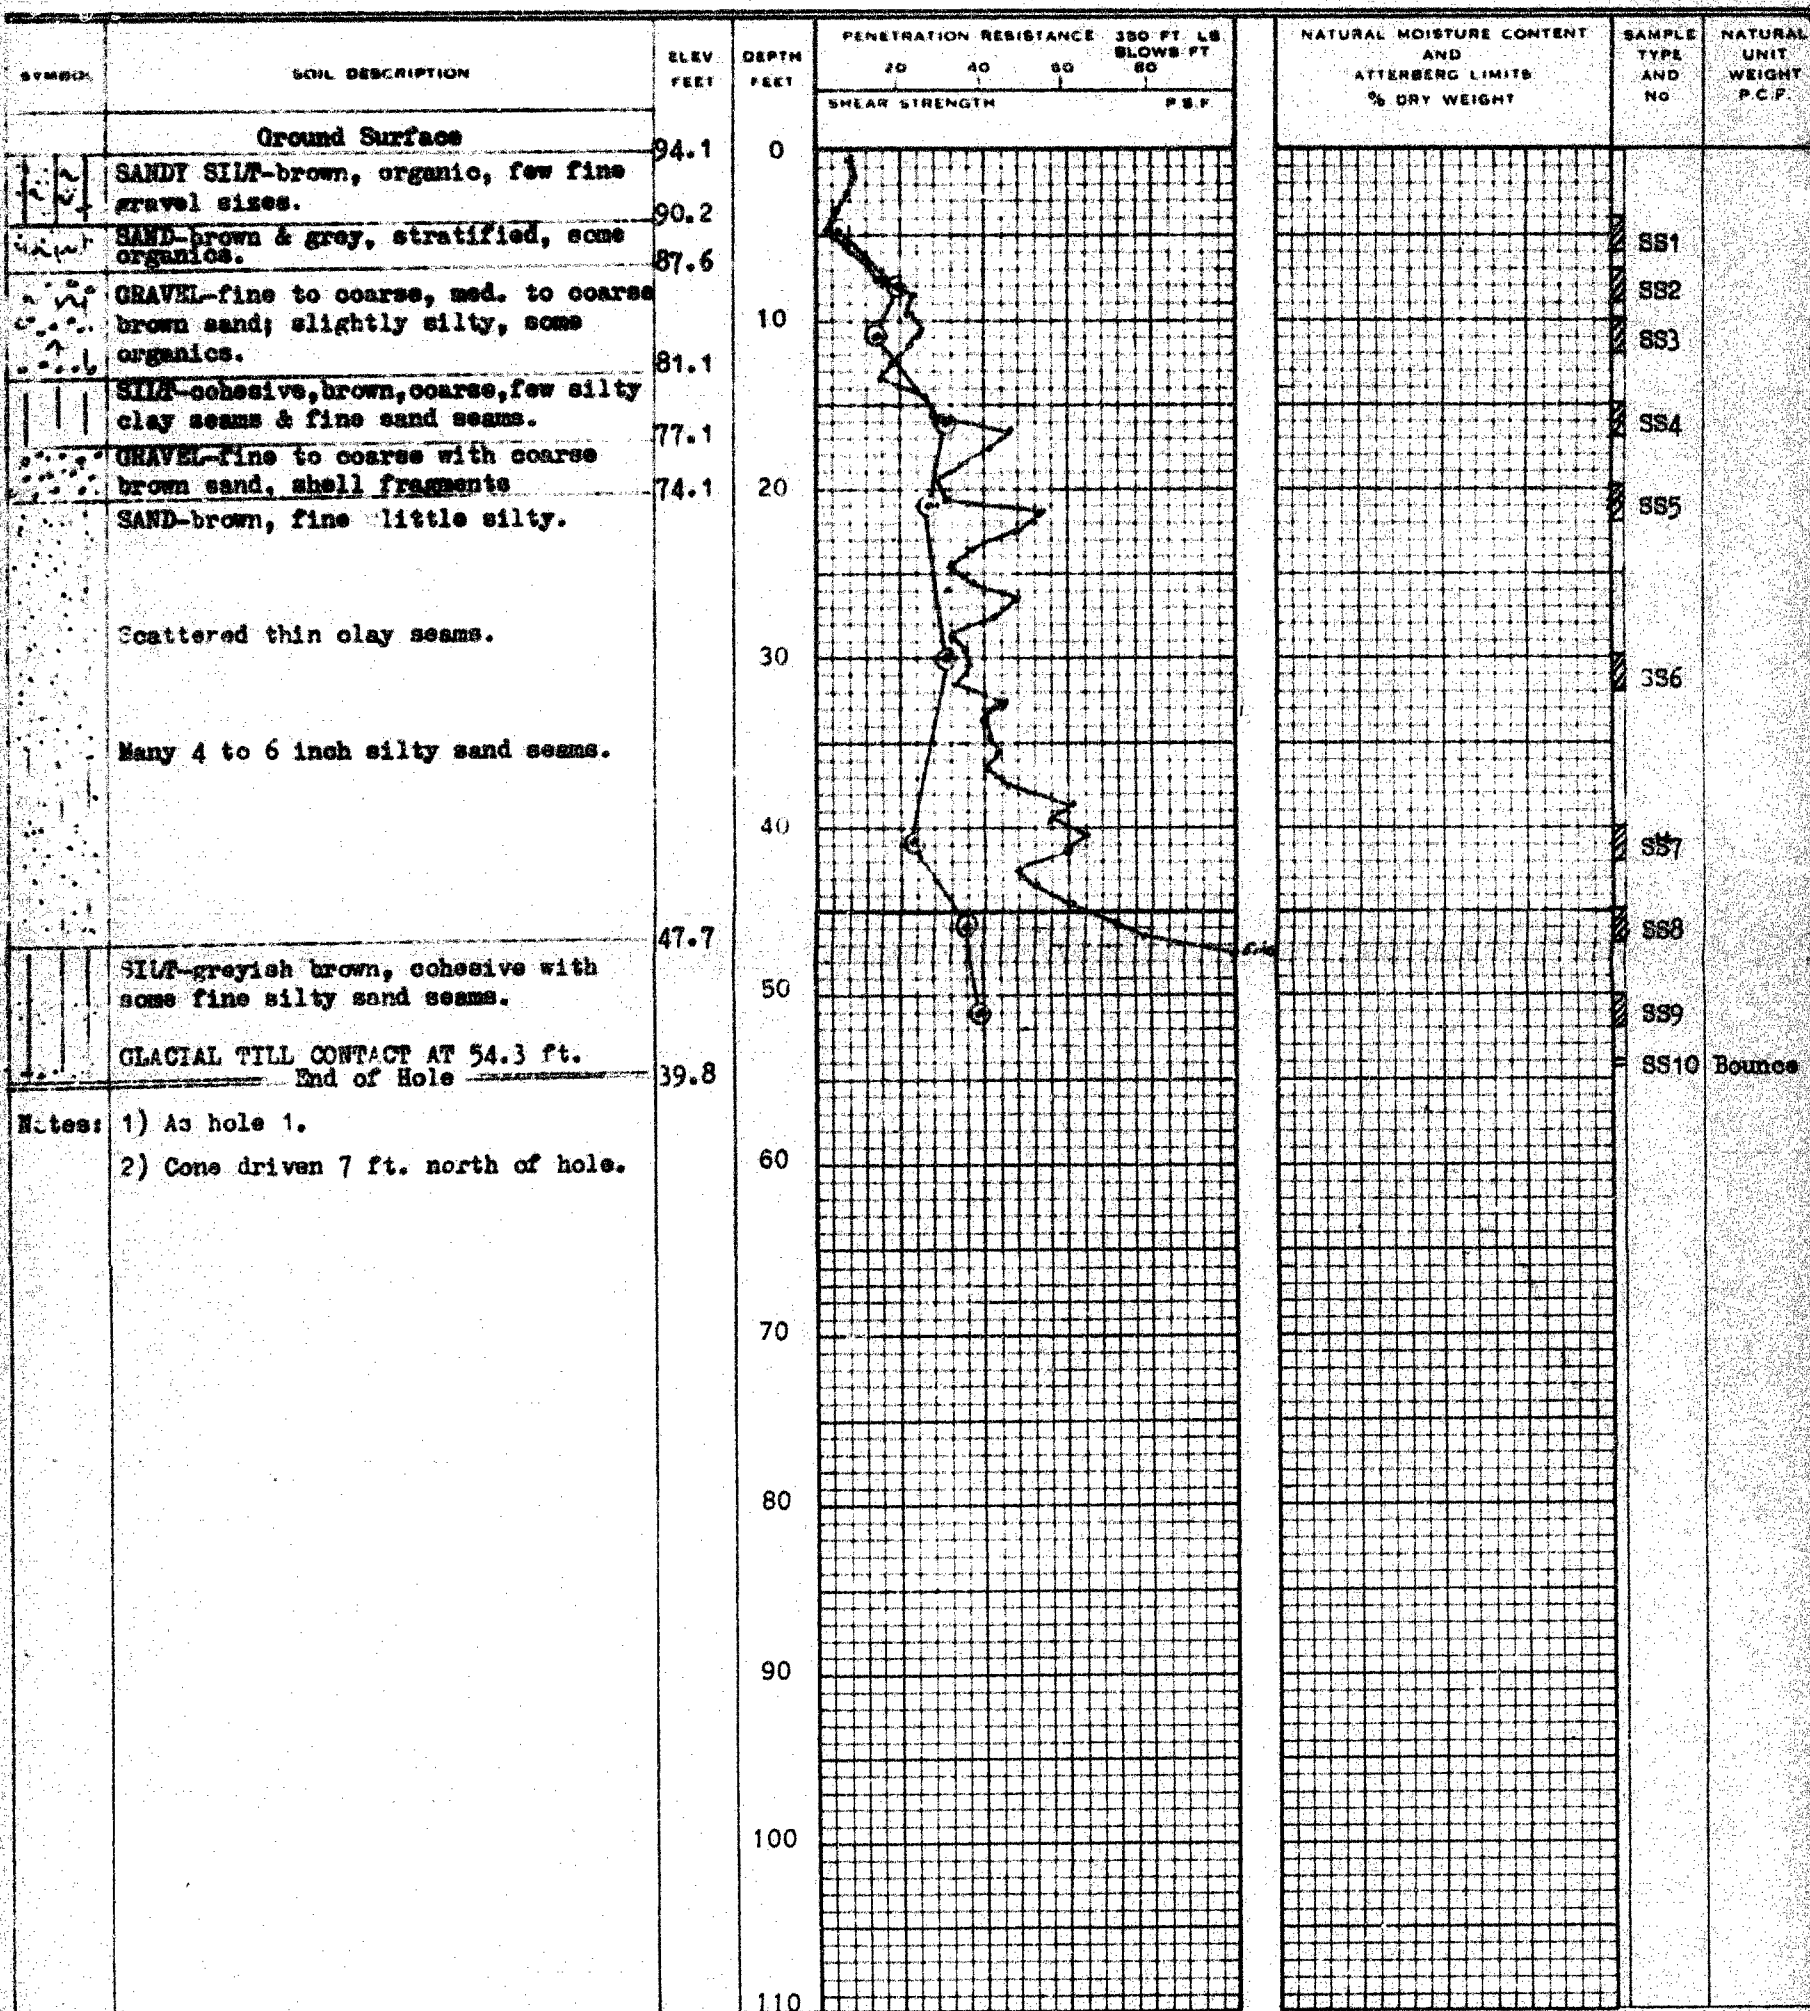 SYMBOL
SOIL DESCRIPTION
ELEV
FEET
DEPTH
FEET
PENETRATION RESISTANCE 350 FT LB
BLOWS FT
20 40 60 80
SHEAR STRENGTH P.S.F.
NATURAL MOISTURE CONTENT
AND
ATTERBERG LIMITS
% DRY WEIGHT
SAMPLE
TYPE
AND
NO
NATURAL
UNIT
WEIGHT
P.C.F.
Ground Surface
94.1
SANDY SILT-brown, organic, few fine
gravel sizes.
90.2
SAND-brown & grey, stratified, some
organics.
87.6
GRAVEL-fine to coarse, med. to coarse
brown sand; slightly silty, some
organics.
81.1
SILT-cohesive,brown,coarse,few silty
clay seams & fine sand seams.
77.1
GRAVEL-fine to coarse with coarse
brown sand, shell fragments
74.1
SAND-brown, fine little silty.
Scattered thin clay seams.
Many 4 to 6 inch silty sand seams.
47.7
SILT-greyish brown, cohesive with
some fine silty sand seams.
GLACIAL TILL CONTACT AT 54.3 ft.
End of Hole
39.8
Notes: 1) As hole 1.
2) Cone driven 7 ft. north of hole.
0
10
20
30
40
50
60
70
80
90
100
110
SS1
SS2
SS3
SS4
SS5
SS6
SS7
SS8
SS9
SS10 Bounce